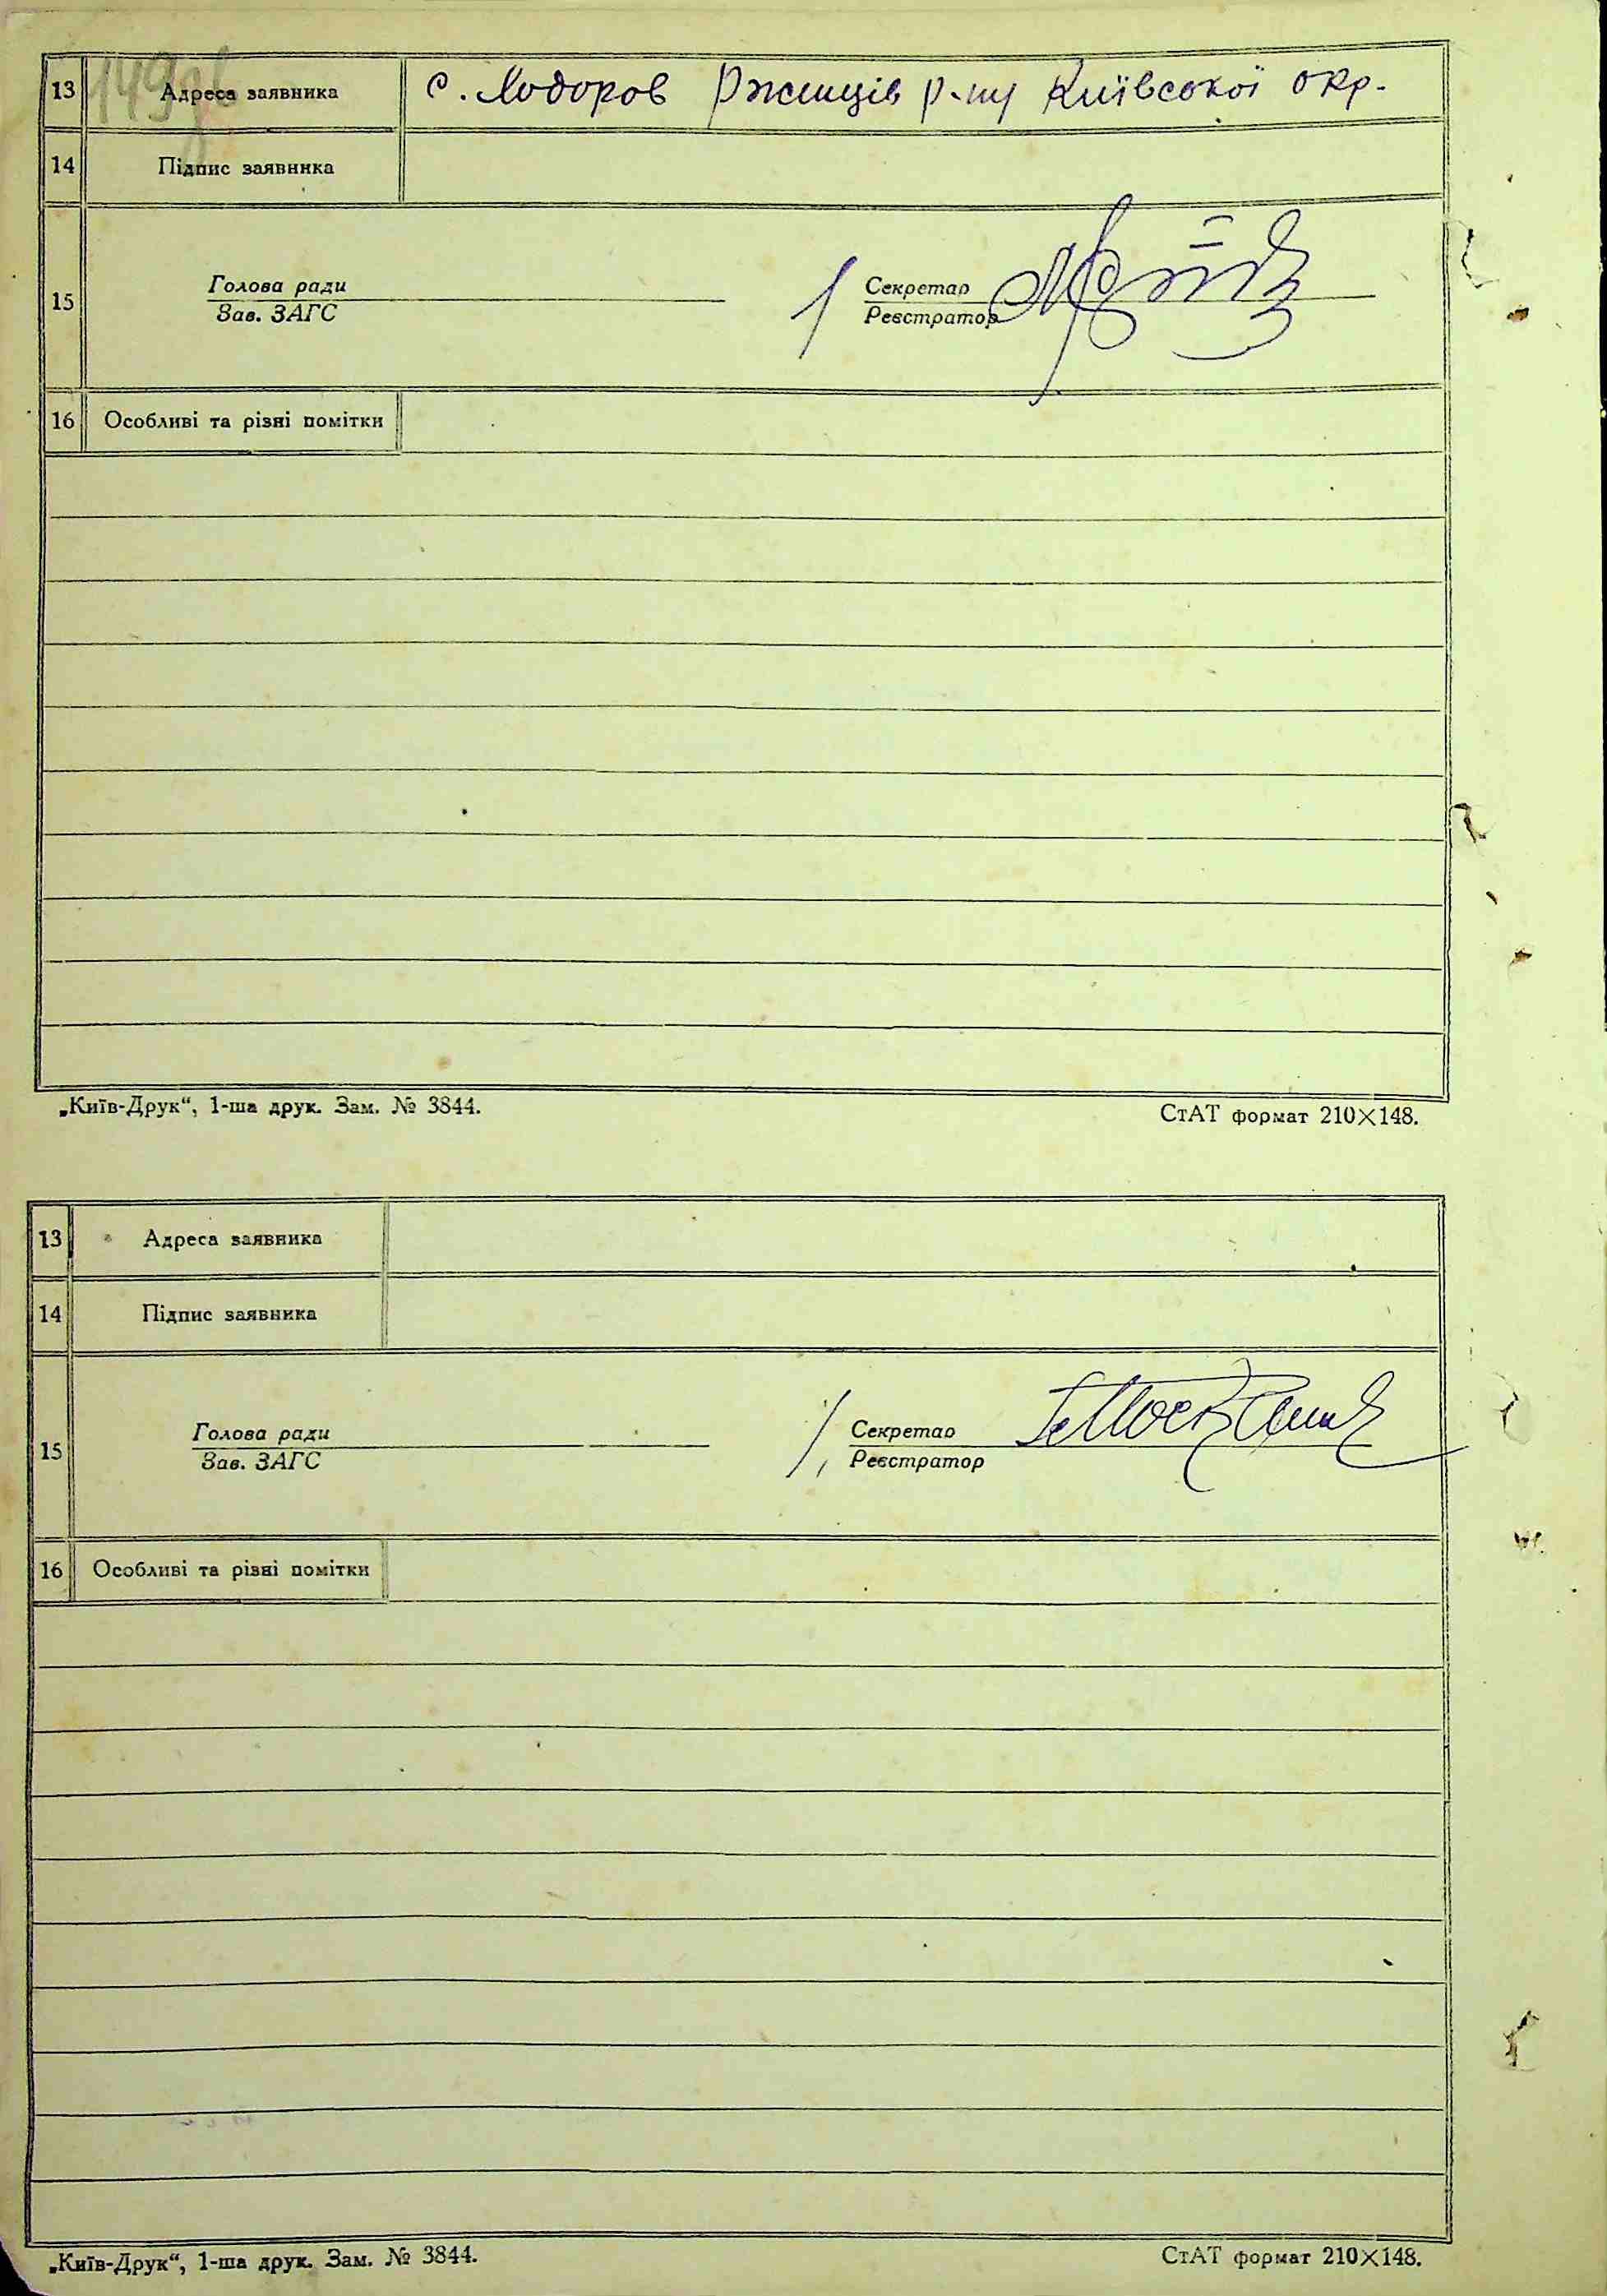 149зв
13 Адреса заявника с. Ходоров Ржищів р-ну Київської окр.
14 Підпис заявника
Голова ради Секретар
15
Зав. ЗАГС Реєстратор
16 Особливі та різні помітки
„Київ-Друк“, 1-ша друк. Зам. № 3844. СтАТ формат 210×148.
13 Адреса заявника
14 Підпис заявника
Голова ради Секретар
15
Зав. ЗАГС Реєстратор
16 Особливі та різні помітки
„Київ-Друк“, 1-ша друк. Зам. № 3844. СтАТ формат 210×148.